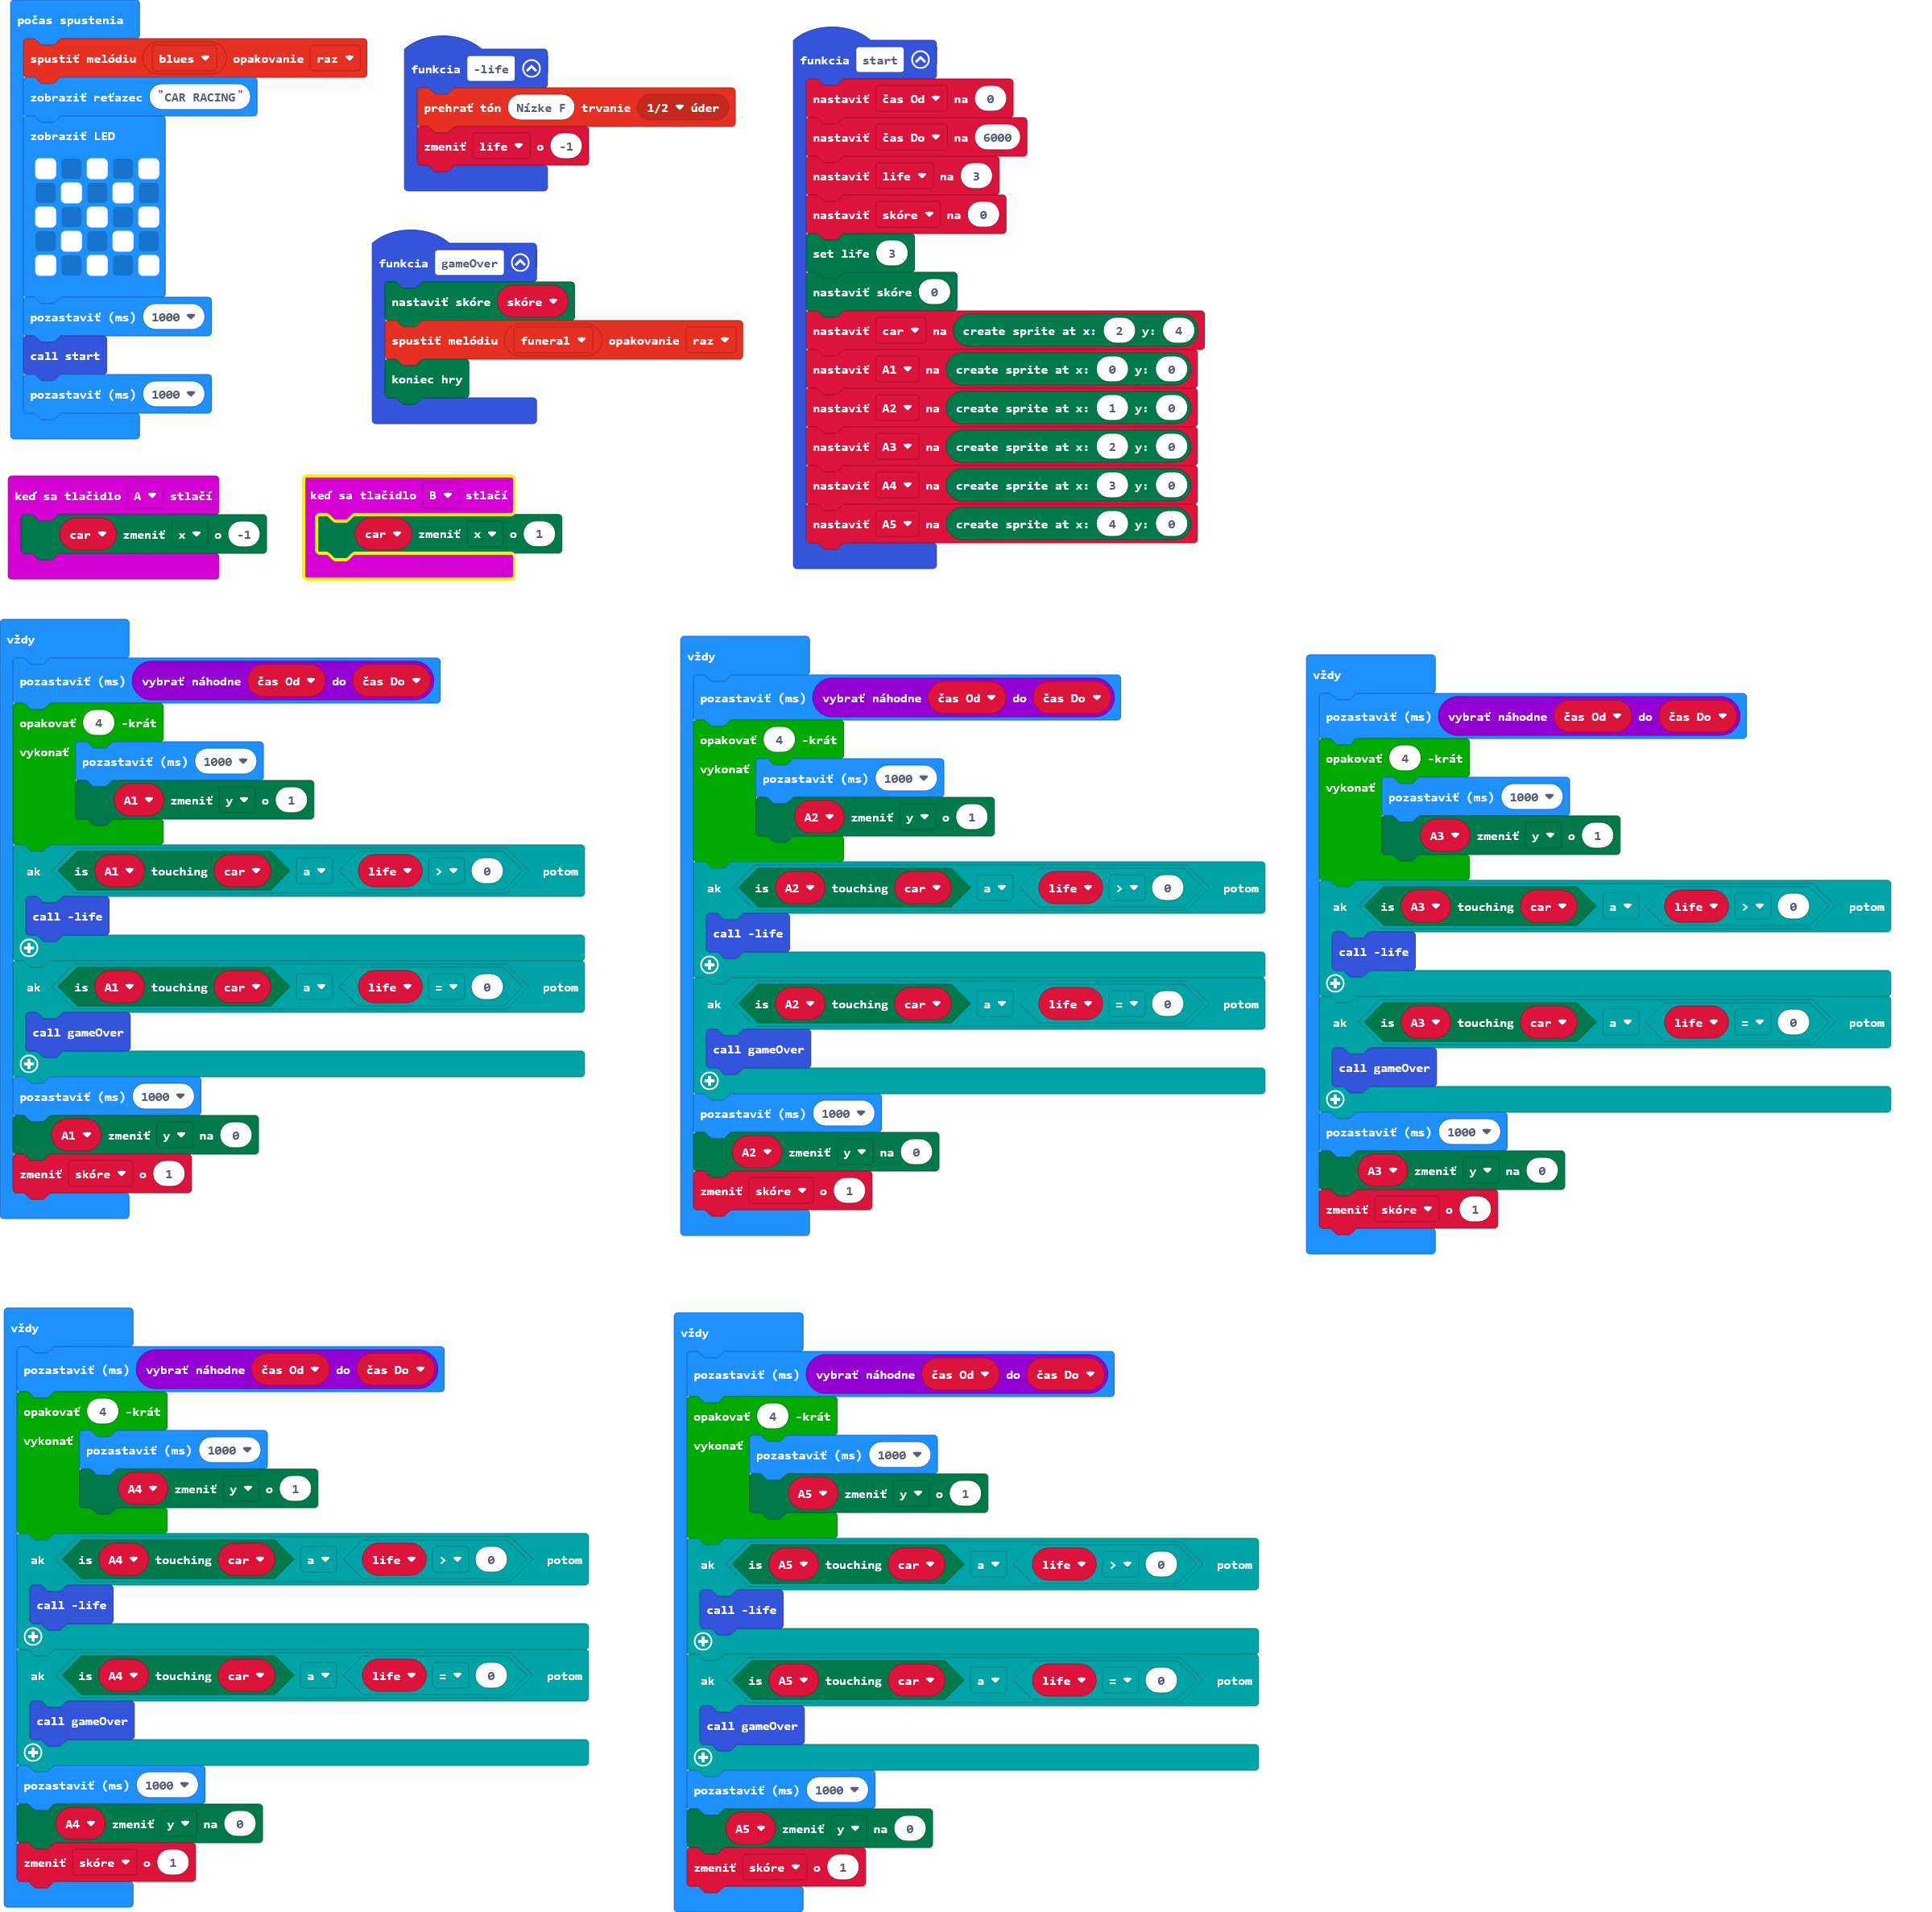 počas spustenia
spustiť melódiu blues opakovanie raz
zobraziť reťazec "CAR RACING"
zobraziť LED
pozastaviť (ms) 1000
call start
pozastaviť (ms) 1000
funkcia -life
prehrať tón Nízke F trvanie 1/2 úder
zmeniť life o -1
funkcia gameOver
nastaviť skóre skóre
spustiť melódiu funeral opakovanie raz
koniec hry
funkcia start
nastaviť čas Od na 0
nastaviť čas Do na 6000
nastaviť life na 3
nastaviť skóre na 0
set life 3
nastaviť skóre 0
nastaviť car na create sprite at x: 2 y: 4
nastaviť A1 na create sprite at x: 0 y: 0
nastaviť A2 na create sprite at x: 1 y: 0
nastaviť A3 na create sprite at x: 2 y: 0
nastaviť A4 na create sprite at x: 3 y: 0
nastaviť A5 na create sprite at x: 4 y: 0
keď sa tlačidlo A stlačí
car zmeniť x o -1
keď sa tlačidlo B stlačí
car zmeniť x o 1
vždy
pozastaviť (ms) vybrať náhodne čas Od do čas Do
opakovať 4 -krát
vykonať
pozastaviť (ms) 1000
A1 zmeniť y o 1
ak is A1 touching car a life > 0 potom
call -life
ak is A1 touching car a life = 0 potom
call gameOver
pozastaviť (ms) 1000
A1 zmeniť y na 0
zmeniť skóre o 1
vždy
pozastaviť (ms) vybrať náhodne čas Od do čas Do
opakovať 4 -krát
vykonať
pozastaviť (ms) 1000
A2 zmeniť y o 1
ak is A2 touching car a life > 0 potom
call -life
ak is A2 touching car a life = 0 potom
call gameOver
pozastaviť (ms) 1000
A2 zmeniť y na 0
zmeniť skóre o 1
vždy
pozastaviť (ms) vybrať náhodne čas Od do čas Do
opakovať 4 -krát
vykonať
pozastaviť (ms) 1000
A3 zmeniť y o 1
ak is A3 touching car a life > 0 potom
call -life
ak is A3 touching car a life = 0 potom
call gameOver
pozastaviť (ms) 1000
A3 zmeniť y na 0
zmeniť skóre o 1
vždy
pozastaviť (ms) vybrať náhodne čas Od do čas Do
opakovať 4 -krát
vykonať
pozastaviť (ms) 1000
A4 zmeniť y o 1
ak is A4 touching car a life > 0 potom
call -life
ak is A4 touching car a life = 0 potom
call gameOver
pozastaviť (ms) 1000
A4 zmeniť y na 0
zmeniť skóre o 1
vždy
pozastaviť (ms) vybrať náhodne čas Od do čas Do
opakovať 4 -krát
vykonať
pozastaviť (ms) 1000
A5 zmeniť y o 1
ak is A5 touching car a life > 0 potom
call -life
ak is A5 touching car a life = 0 potom
call gameOver
pozastaviť (ms) 1000
A5 zmeniť y na 0
zmeniť skóre o 1